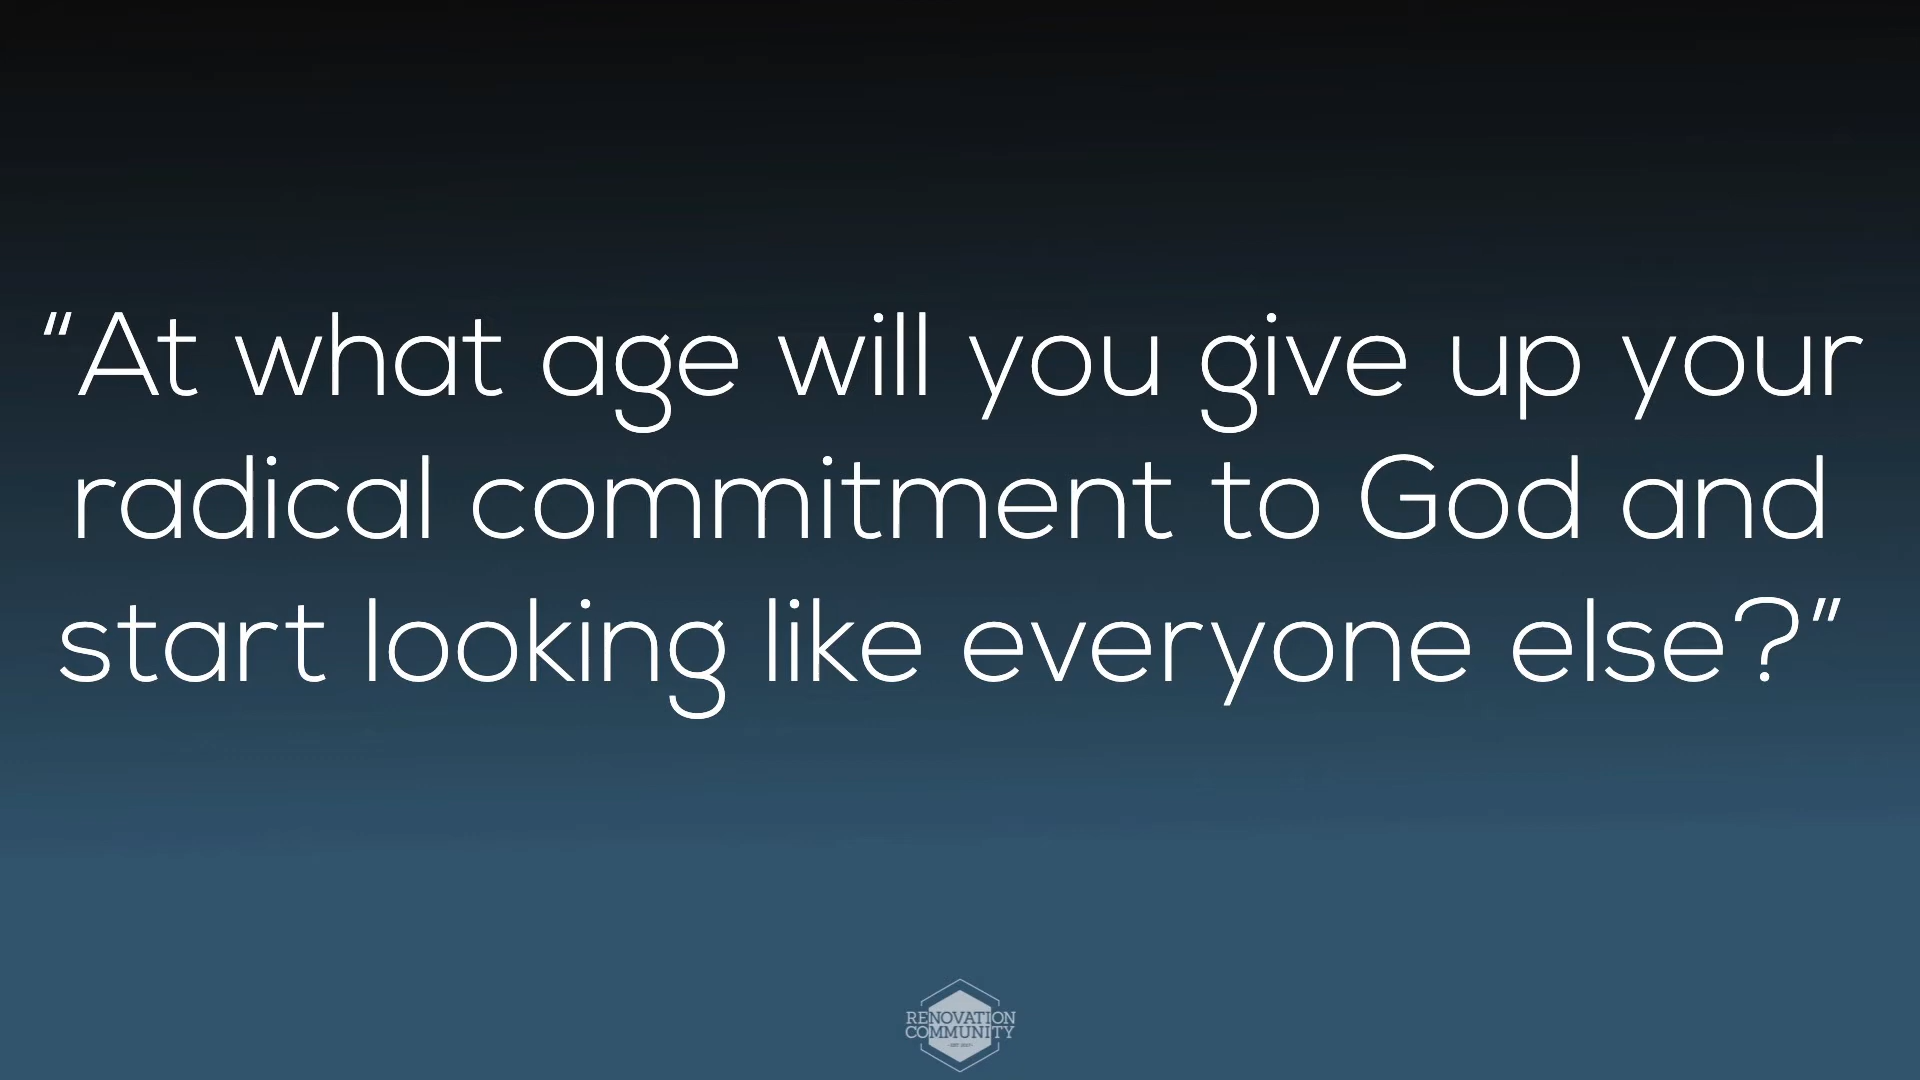 “At what age will you give up your
radical commitment to God and
start looking like everyone else?”
RENOVATION
COMMUNITY